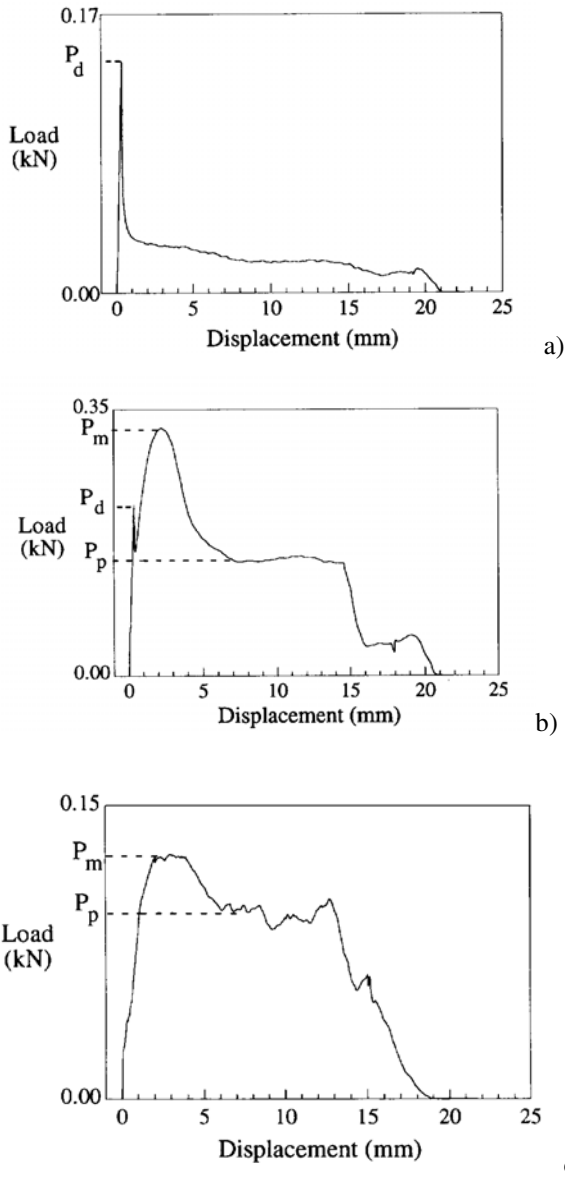 0.17
P_d
Load
(kN)
0.00
0 5 10 15 20 25
Displacement (mm)
a)
0.35
P_m
P_d
Load
(kN)
P_p
0.00
0 5 10 15 20 25
Displacement (mm)
b)
0.15
P_m
P_p
Load
(kN)
0.00
0 5 10 15 20 25
Displacement (mm)